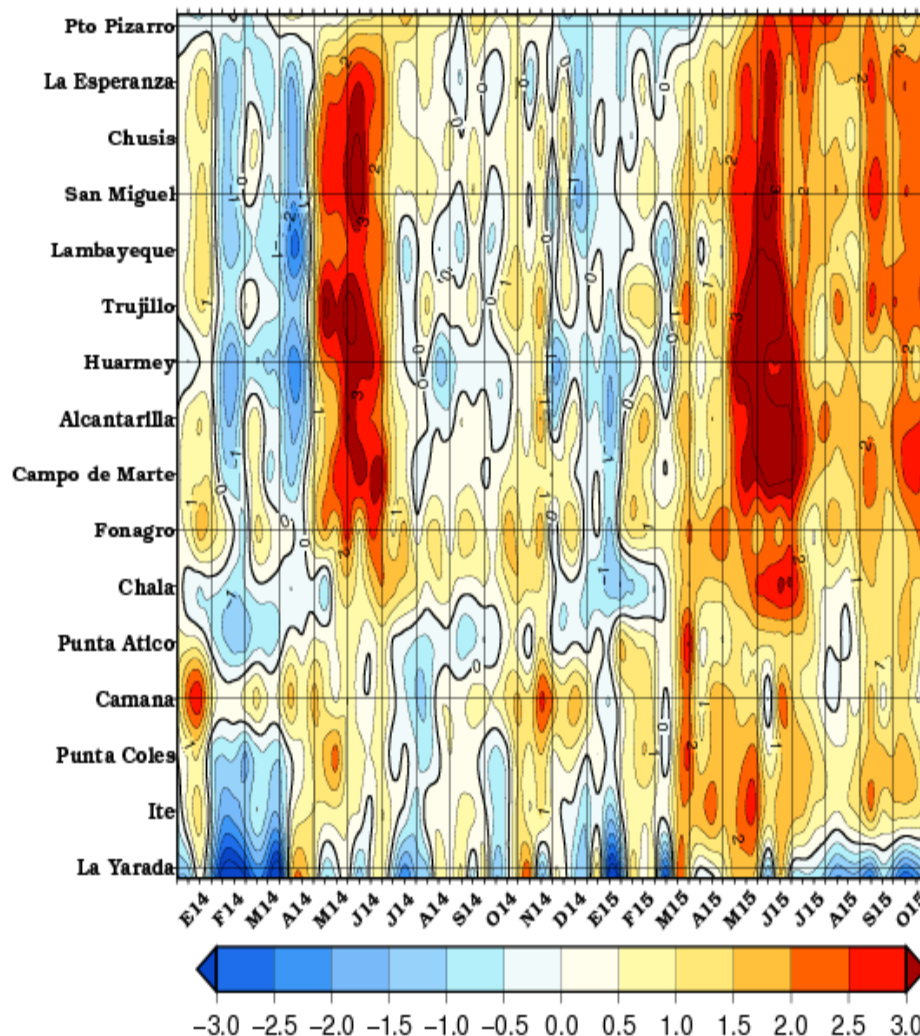 Pto Pizarro
La Esperanza
Chusis
San Miguel
Lambayeque
Trujillo
Huarmey
Alcantarilla
Campo de Marte
Fonagro
Chala
Punta Atico
Camana
Punta Coles
Ite
La Yarada
E14 F14 M14 A14 M14 J14 J14 A14 S14 O14 N14 D14 E15 F15 M15 A15 M15 J15 J15 A15 S15 O15
−3.0 −2.5 −2.0 −1.5 −1.0 −0.5 0.0 0.5 1.0 1.5 2.0 2.5 3.0